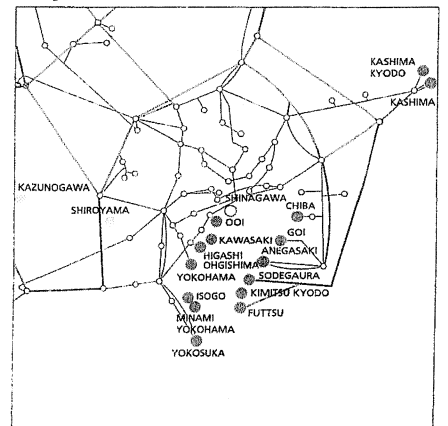 KASHIMA
KYODO
KASHIMA
KAZUNOGAWA
SHIROYAMA
SHINAGAWA
CHIBA
OOI
GOI
KAWASAKI
ANEGASAKI
HIGASHI
OHGISHIMA
YOKOHAMA
SODEGAURA
KIMITSU KYODO
ISOGO
FUTTSU
MINAMI
YOKOHAMA
YOKOSUKA